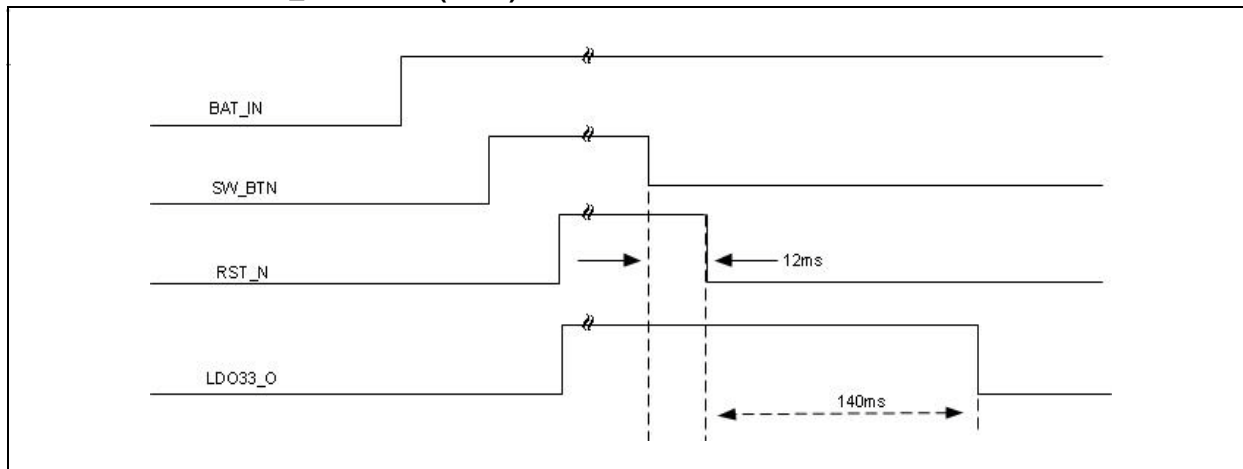 BAT_IN
SW_BTN
RST_N
12ms
LDO33_O
140ms